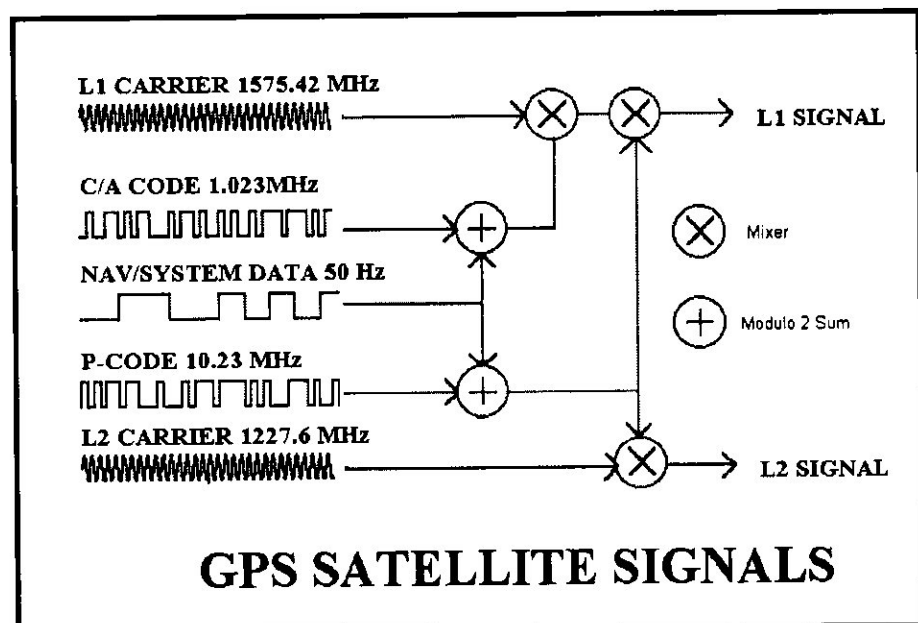 L1 CARRIER 1575.42 MHz
L1 SIGNAL
C/A CODE 1.023MHz
Mixer
NAV/SYSTEM DATA 50 Hz
Modulo 2 Sum
P-CODE 10.23 MHz
L2 CARRIER 1227.6 MHz
L2 SIGNAL
GPS SATELLITE SIGNALS